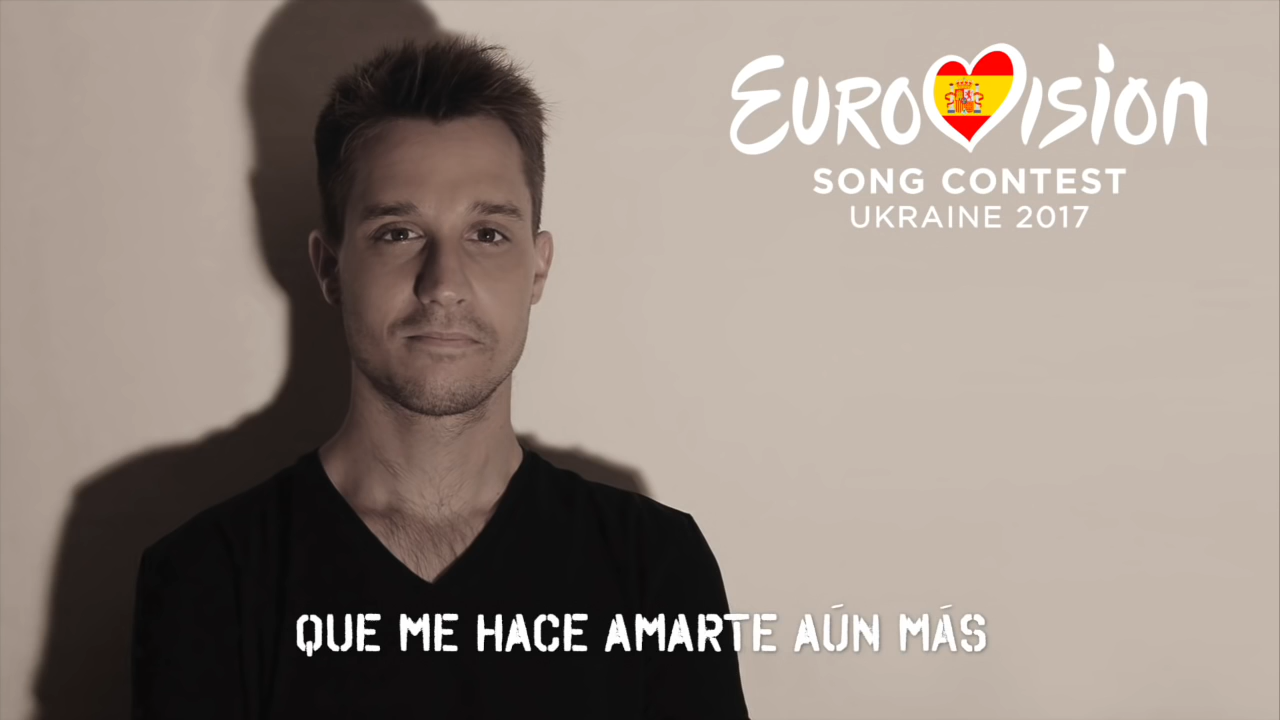 EUROVISION
SONG CONTEST
UKRAINE 2017
QUE ME HACE AMARTE AÚN MÁS